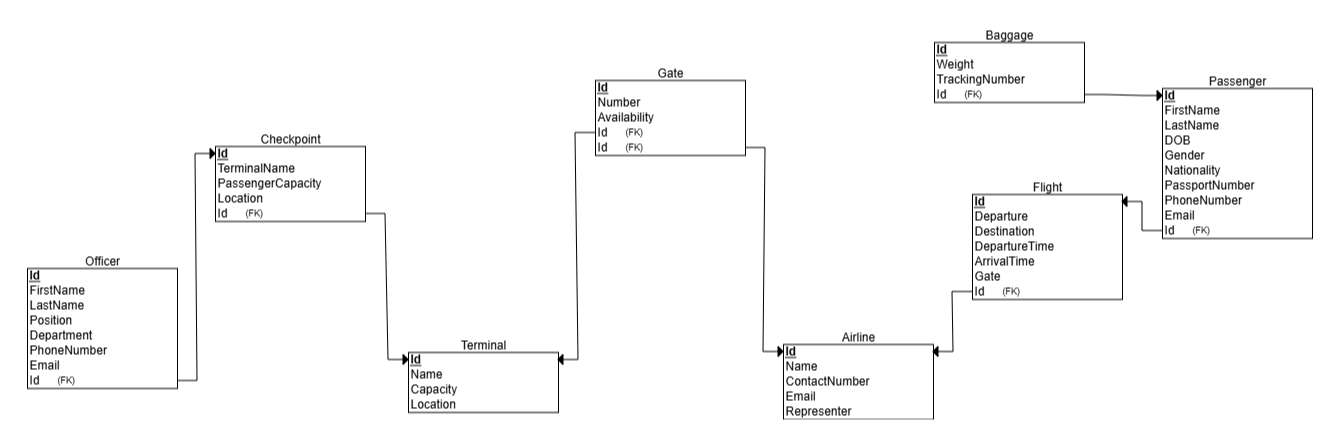 Baggage
Id
Weight
TrackingNumber
Id (FK)
Passenger
Id
FirstName
LastName
DOB
Gender
Nationality
PassportNumber
PhoneNumber
Email
Id (FK)
Gate
Id
Number
Availability
Id (FK)
Id (FK)
Checkpoint
Id
TerminalName
PassengerCapacity
Location
Id (FK)
Flight
Id
Departure
Destination
DepartureTime
ArrivalTime
Gate
Id (FK)
Officer
Id
FirstName
LastName
Position
Department
PhoneNumber
Email
Id (FK)
Terminal
Id
Name
Capacity
Location
Airline
Id
Name
ContactNumber
Email
Representer